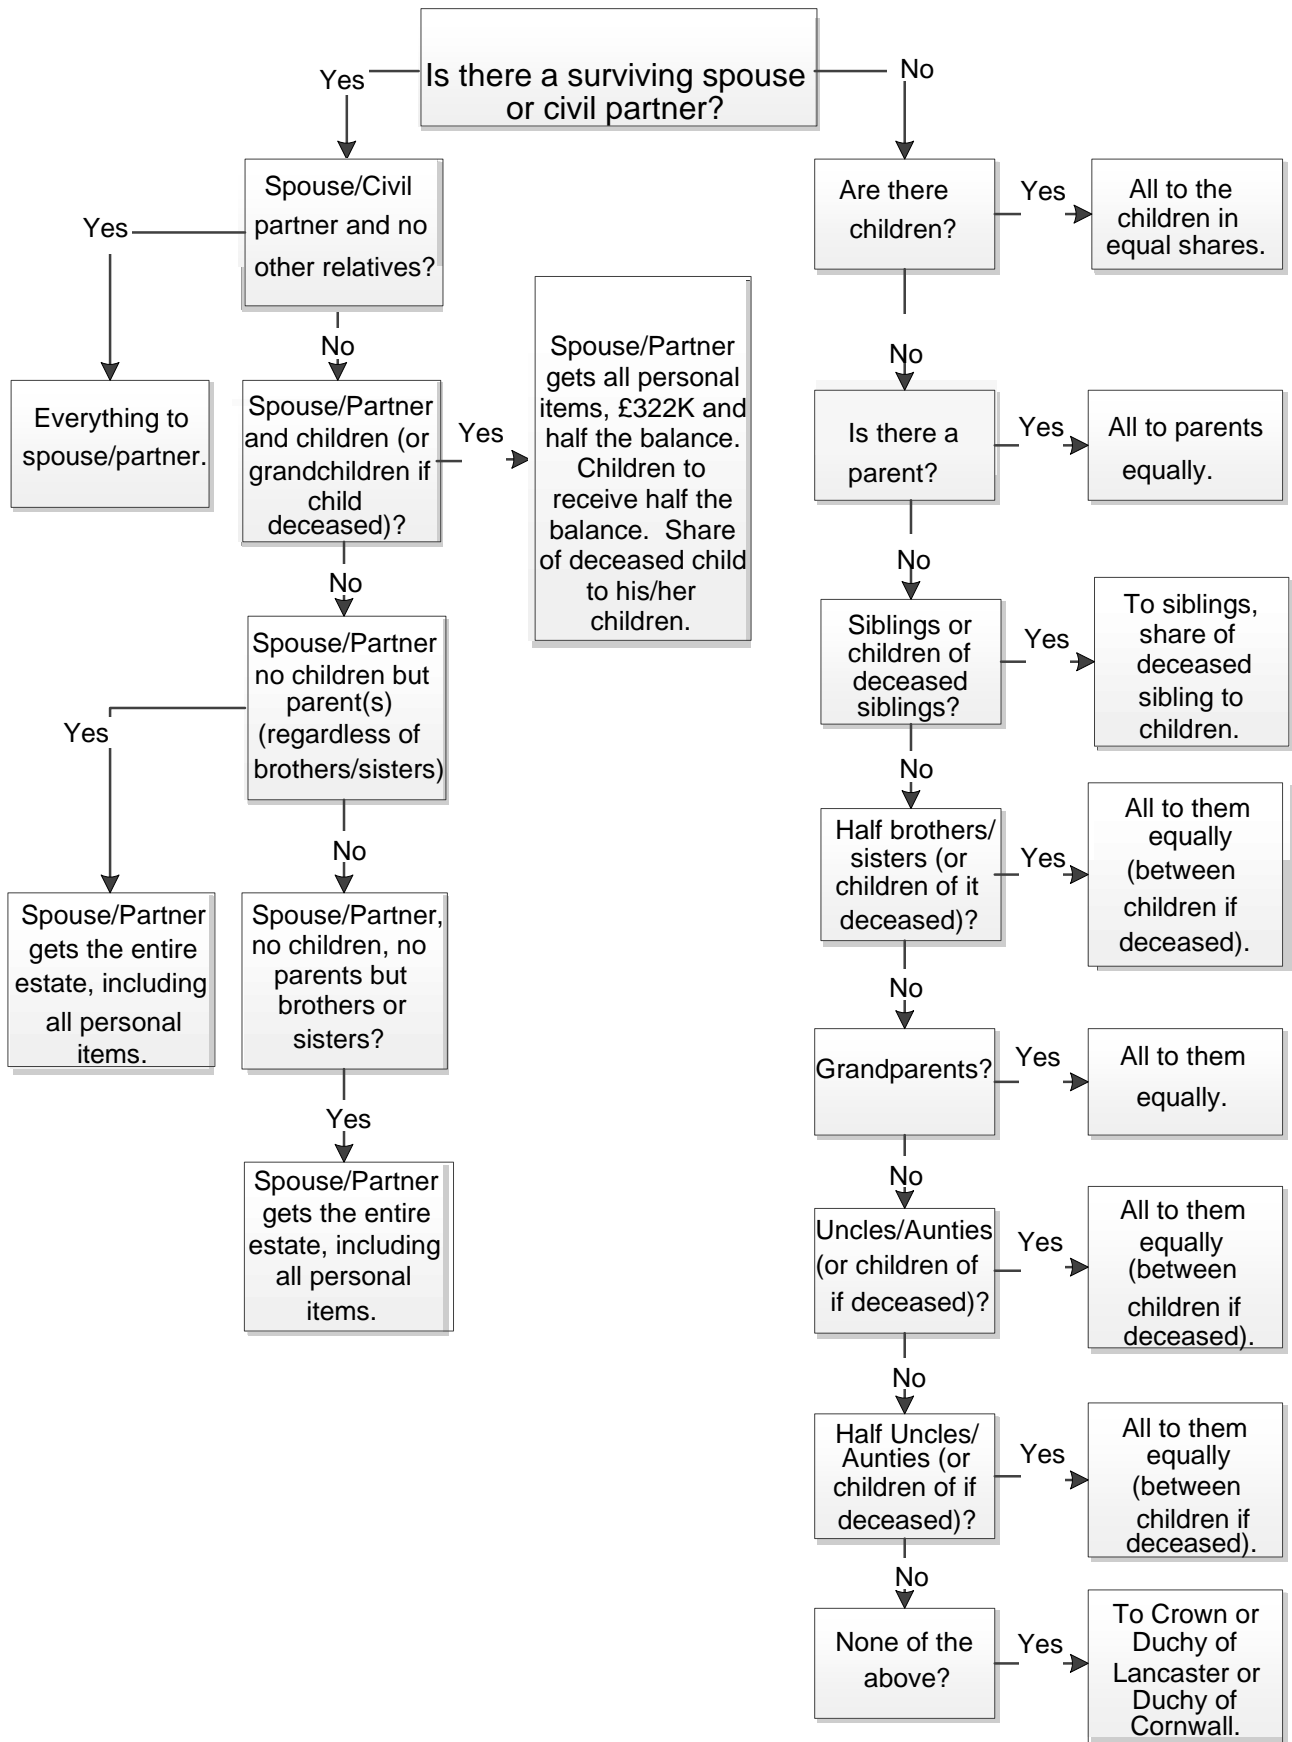 Is there a surviving spouse
or civil partner?
Yes
No
Spouse/Civil
partner and no
other relatives?
Yes
Everything to
spouse/partner.
No
Spouse/Partner
and children (or
grandchildren if
child
deceased)?
Yes
Spouse/Partner
gets all personal
items, £322K and
half the balance.
Children to
receive half the
balance. Share
of deceased child
to his/her
children.
No
Spouse/Partner
no children but
parent(s)
(regardless of
brothers/sisters)
Yes
Spouse/Partner
gets the entire
estate, including
all personal
items.
No
Spouse/Partner,
no children, no
parents but
brothers or
sisters?
Yes
Spouse/Partner
gets the entire
estate, including
all personal
items.
Are there
children?
Yes
All to the
children in
equal shares.
No
Is there a
parent?
Yes
All to parents
equally.
No
Siblings or
children of
deceased
siblings?
Yes
To siblings,
share of
deceased
sibling to
children.
No
Half brothers/
sisters (or
children of it
deceased)?
Yes
All to them
equally
(between
children if
deceased).
No
Grandparents?
Yes
All to them
equally.
No
Uncles/Aunties
(or children of
if deceased)?
Yes
All to them
equally
(between
children if
deceased).
No
Half Uncles/
Aunties (or
children of if
deceased)?
Yes
All to them
equally
(between
children if
deceased).
No
None of the
above?
Yes
To Crown or
Duchy of
Lancaster or
Duchy of
Cornwall.